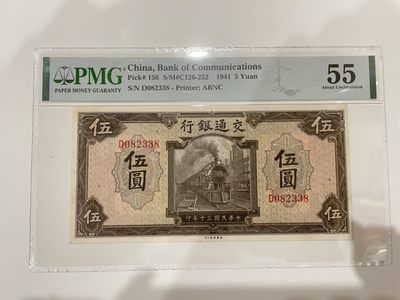 PMG
PAPER MONEY GUARANTY
China, Bank of Communications
Pick# 156 S/M#C126-252 1941 5 Yuan
S/N D082338 - Printer: ABNC
55
About Uncirculated
伍
行銀通交
伍
D082338
伍圓
伍圓
D082338
伍
印年十三國民華中
伍